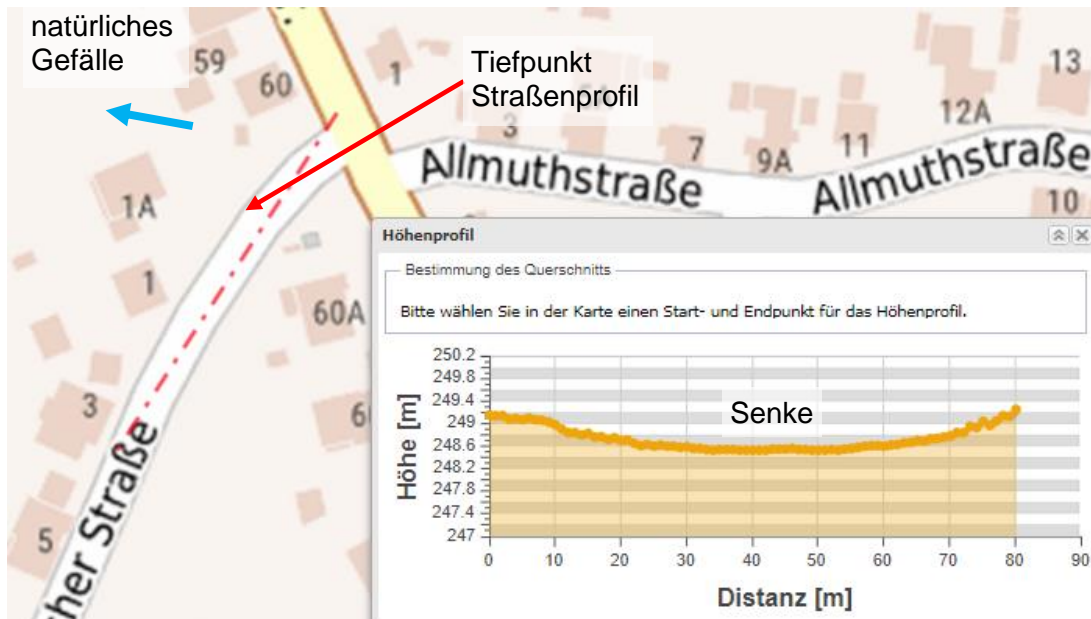 natürliches
Gefälle
59
60
1
Tiefpunkt
Straßenprofil
13
12A
3
7
9A
11
Allmuthstraße
Allmuthstraße
10
1A
1
60A
3
5
cher Straße
Höhenprofil
Bestimmung des Querschnitts
Bitte wählen Sie in der Karte einen Start- und Endpunkt für das Höhenprofil.
Höhe [m]
250.2
249.8
249.4
249
248.6
248.2
247.8
247.4
247
Senke
0 10 20 30 40 50 60 70 80 90
Distanz [m]